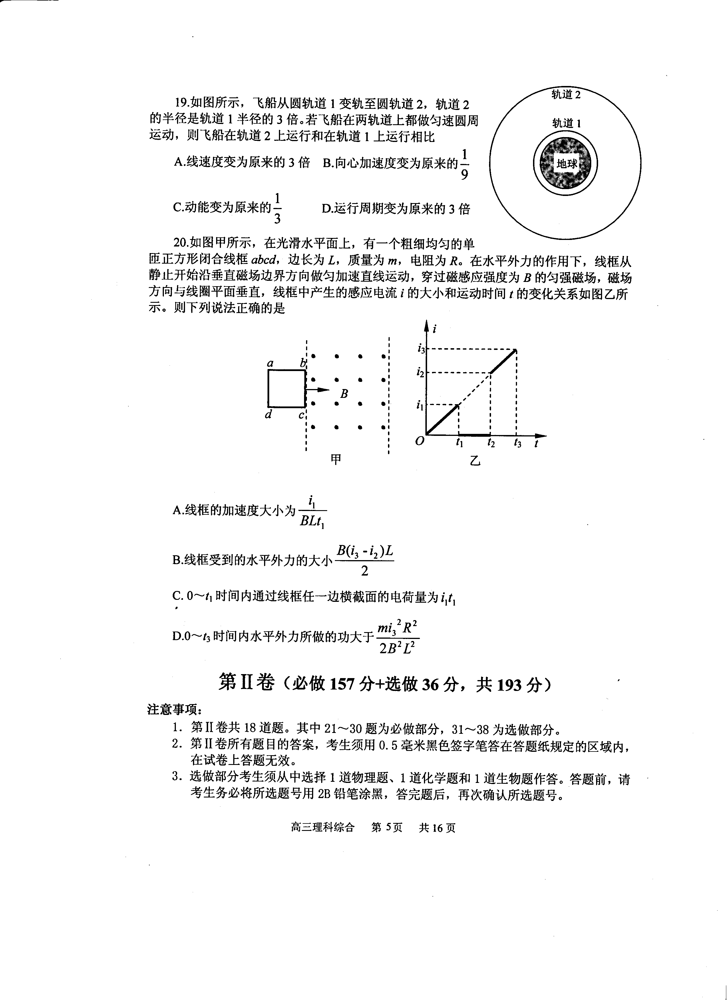 轨道 2
轨道 1
地球
19.如图所示，飞船从圆轨道 1 变轨至圆轨道 2，轨道 2
的半径是轨道 1 半径的 3 倍。若飞船在两轨道上都做匀速圆周
运动，则飞船在轨道 2 上运行和在轨道 1 上运行相比
A.线速度变为原来的 3 倍 B.向心加速度变为原来的 1/9
C.动能变为原来的 1/3 D.运行周期变为原来的 3 倍
20.如图甲所示，在光滑水平面上，有一个粗细均匀的单
匝正方形闭合线框 abcd，边长为 L，质量为 m，电阻为 R。在水平外力的作用下，线框从
静止开始沿垂直磁场边界方向做匀加速直线运动，穿过磁感应强度为 B 的匀强磁场，磁场
方向与线圈平面垂直，线框中产生的感应电流 i 的大小和运动时间 t 的变化关系如图乙所
示。则下列说法正确的是
a b
B
d c
甲
i
i₃
i₂
i₁
O t₁ t₂ t₃ t
乙
A.线框的加速度大小为 i₁/(BLt₁)
B.线框受到的水平外力的大小 B(i₃-i₂)L/2
C. 0～t₁ 时间内通过线框任一边横截面的电荷量为 i₁t₁
D.0～t₃ 时间内水平外力所做的功大于 mi₃²R²/(2B²L²)
第Ⅱ卷（必做 157 分+选做 36 分，共 193 分）
注意事项：
1．第Ⅱ卷共 18 道题。其中 21～30 题为必做部分，31～38 为选做部分。
2．第Ⅱ卷所有题目的答案，考生须用 0.5 毫米黑色签字笔答在答题纸规定的区域内，
在试卷上答题无效。
3．选做部分考生须从中选择 1 道物理题、1 道化学题和 1 道生物题作答。答题前，请
考生务必将所选题号用 2B 铅笔涂黑，答完题后，再次确认所选题号。
高三理科综合 第 5页 共 16 页